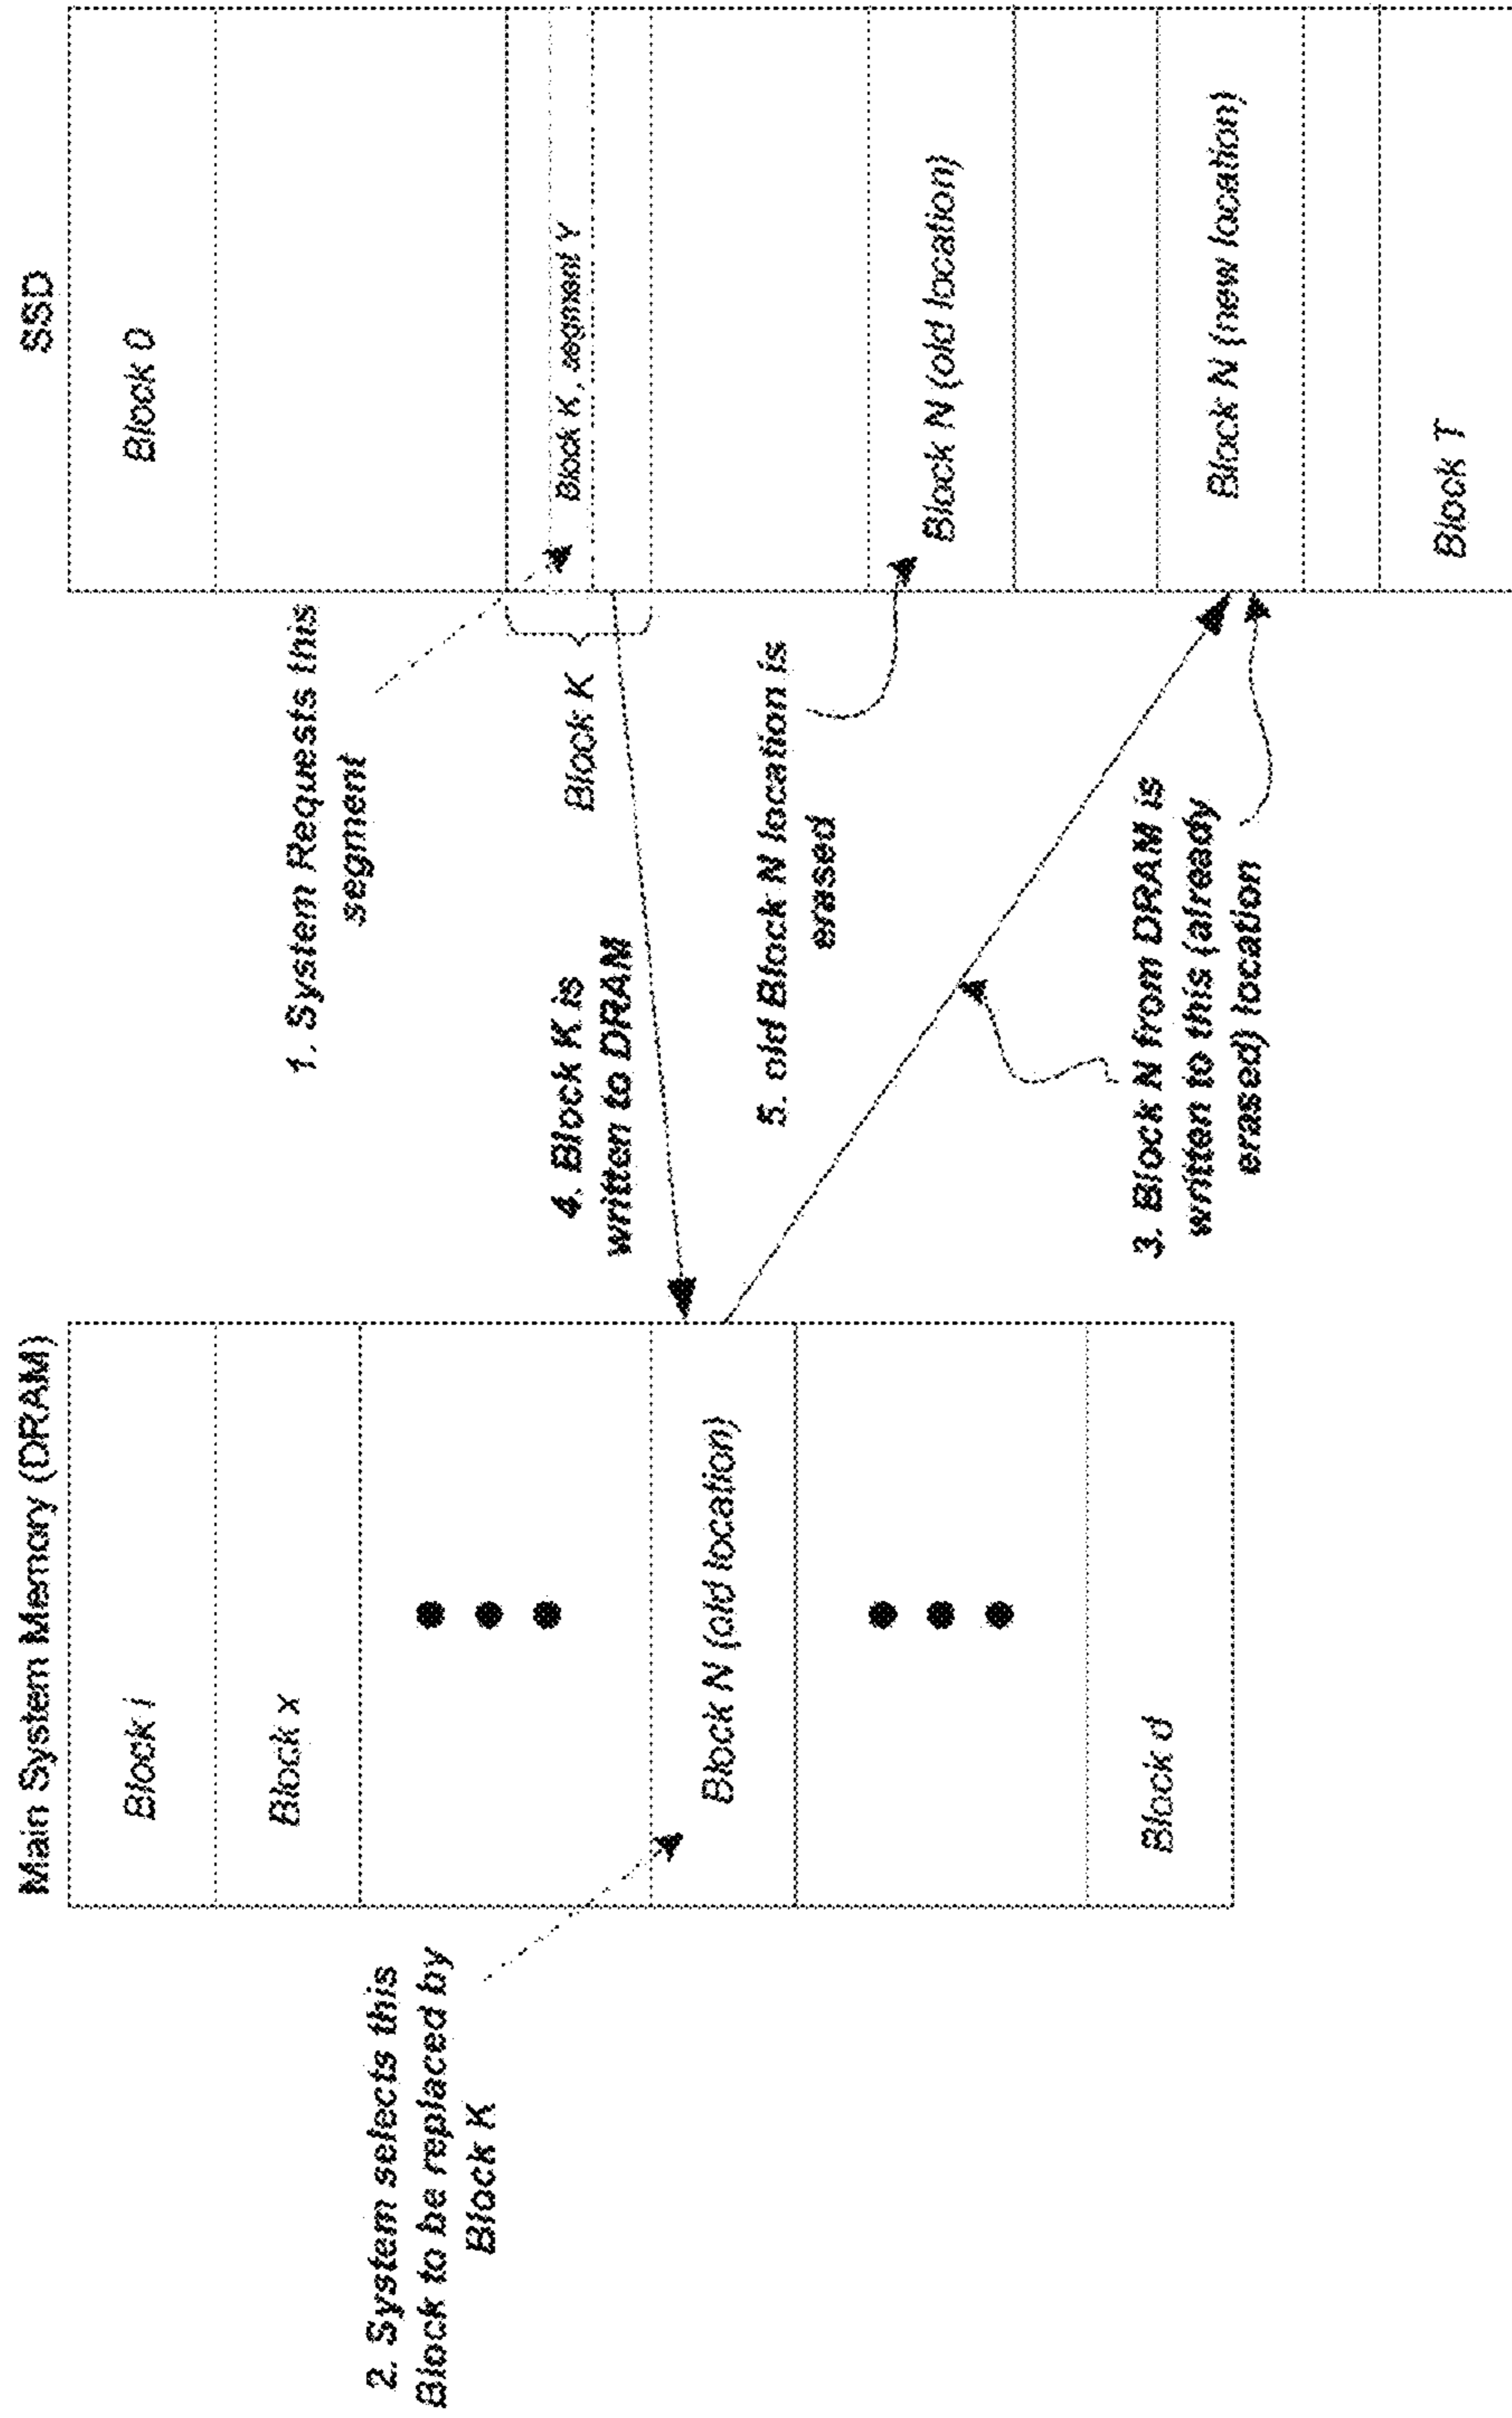 Main System Memory (DRAM)
Block i
Block x
2. System selects this
Block to be replaced by
Block K
Block N (old location)
Block d
SSD
Block 0
1. System Requests this
segment
Block K, segment Y
Block K
4. Block K is
written to DRAM
5. old Block N location is
erased
Block N (old location)
3. Block N from DRAM is
written to this (already
erased) location
Block N (new location)
Block T